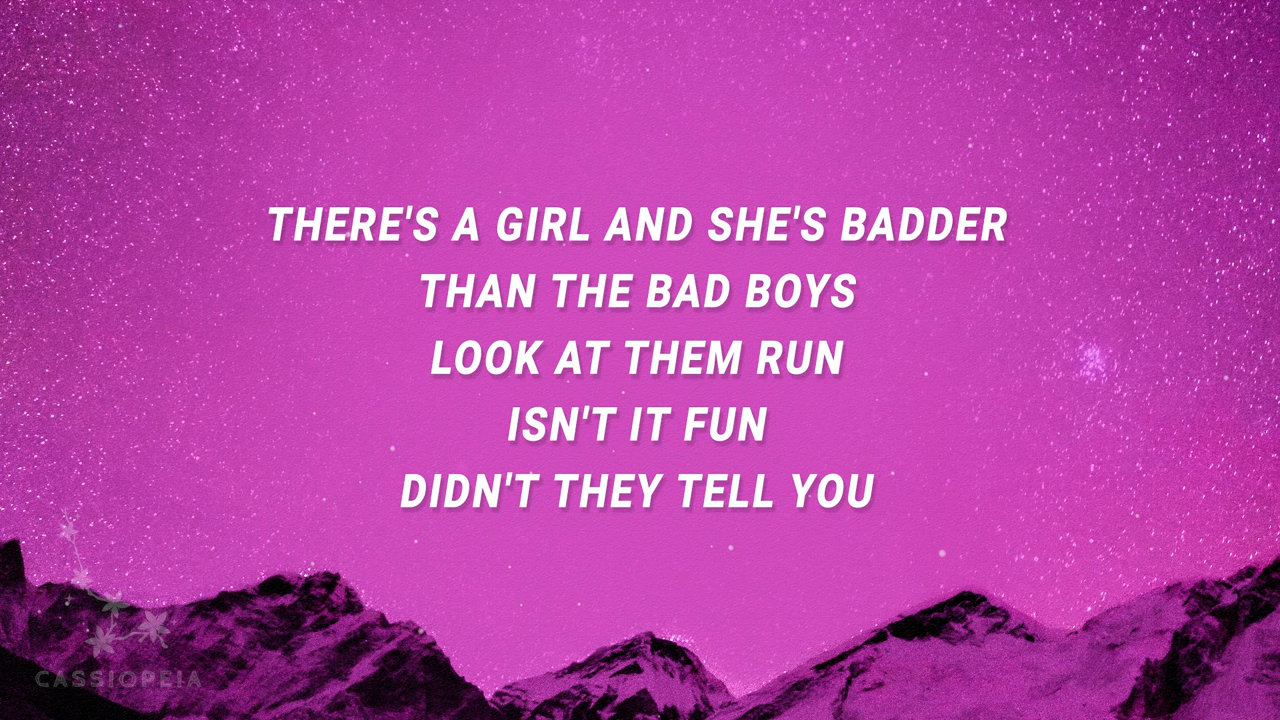 THERE'S A GIRL AND SHE'S BADDER
THAN THE BAD BOYS
LOOK AT THEM RUN
ISN'T IT FUN
DIDN'T THEY TELL YOU
CASSIOPEIA